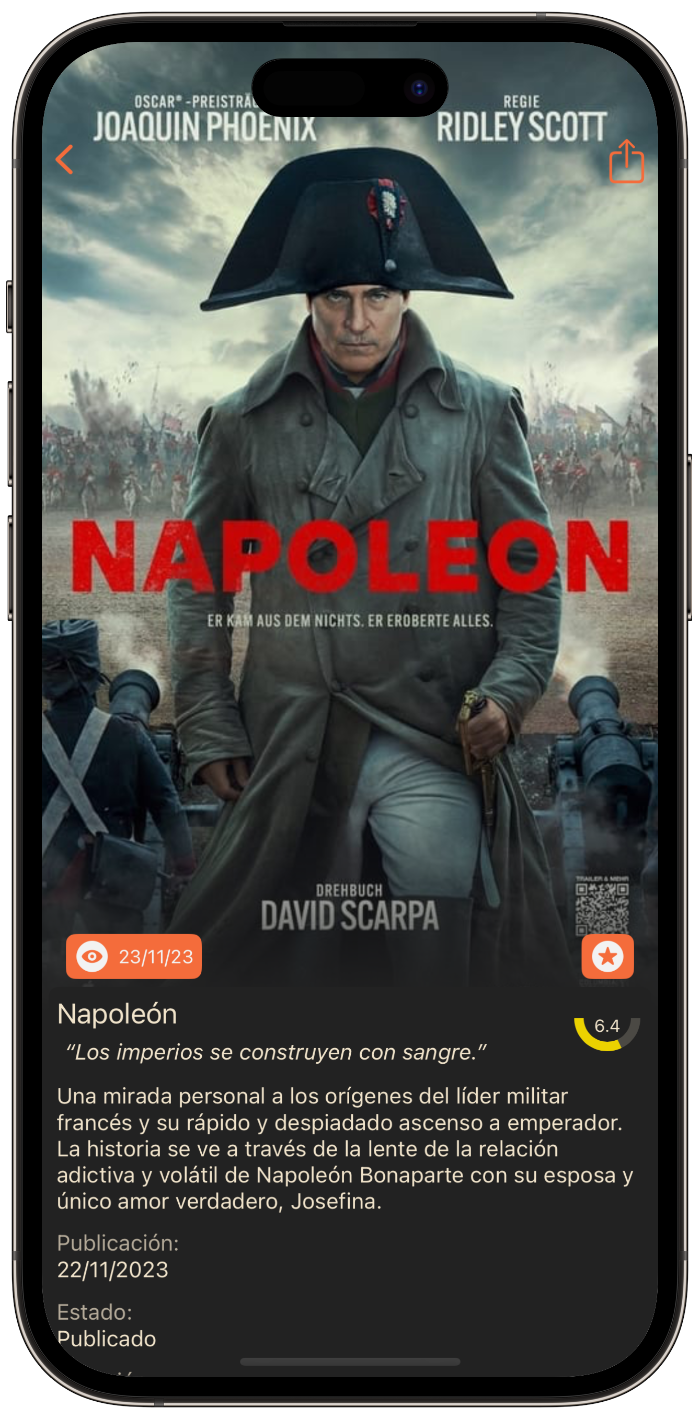 OSCAR® -PREISTRÄ
JOAQUIN PHOENIX
REGIE
RIDLEY SCOTT
NAPOLEON
ER KAM AUS DEM NICHTS. ER EROBERTE ALLES.
DREHBUCH
DAVID SCARPA
TRAILER & MEHR
23/11/23
Napoleón
6.4
“Los imperios se construyen con sangre.”
Una mirada personal a los orígenes del líder militar
francés y su rápido y despiadado ascenso a emperador.
La historia se ve a través de la lente de la relación
adictiva y volátil de Napoleón Bonaparte con su esposa y
único amor verdadero, Josefina.
Publicación:
22/11/2023
Estado:
Publicado